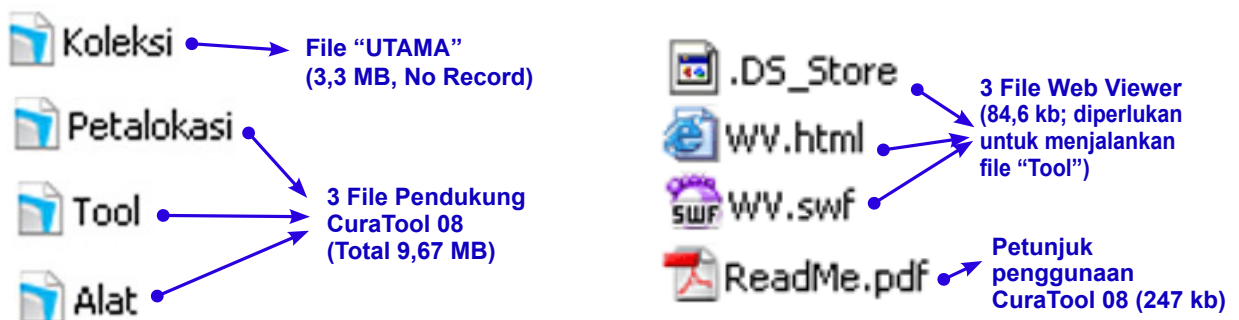 Koleksi
File “UTAMA”
(3,3 MB, No Record)
Petalokasi
Tool
3 File Pendukung
CuraTool 08
(Total 9,67 MB)
Alat
.DS_Store
3 File Web Viewer
(84,6 kb; diperlukan
untuk menjalankan
file “Tool”)
WV.html
SWF WV.swf
ReadMe.pdf
Petunjuk
penggunaan
CuraTool 08 (247 kb)